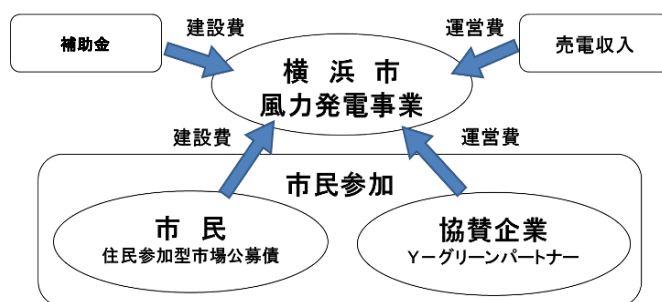 補助金
建設費
運営費
売電収入
横 浜 市
風力発電事業
建設費
運営費
市民参加
市 民
住民参加型市場公募債
協賛企業
Y－グリーンパートナー